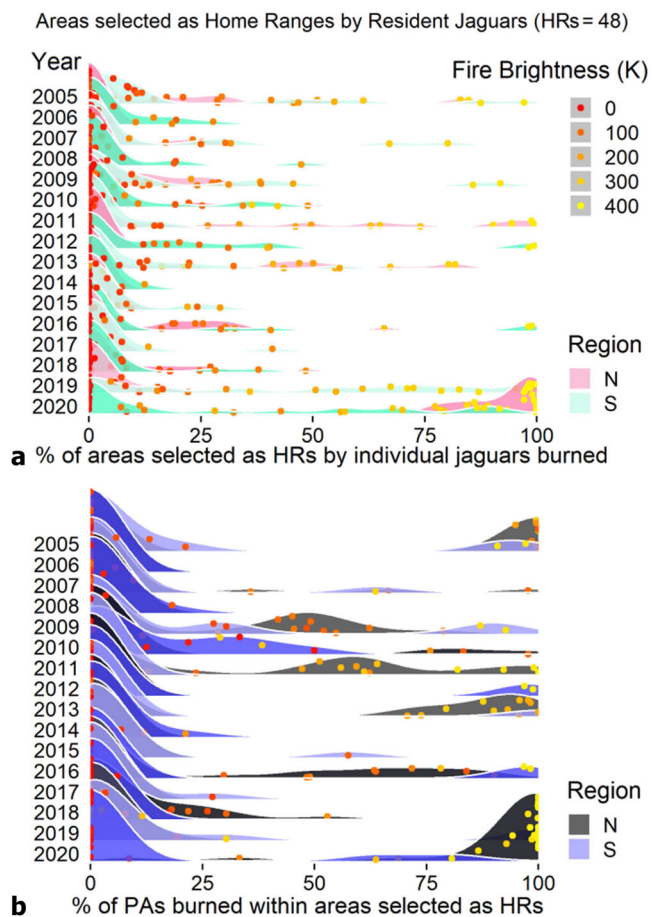 Areas selected as Home Ranges by Resident Jaguars (HRs = 48)
Year
2005
2006
2007
2008
2009
2010
2011
2012
2013
2014
2015
2016
2017
2018
2019
2020
Fire Brightness (K)
0
100
200
300
400
Region
N
S
0 25 50 75 100
a % of areas selected as HRs by individual jaguars burned
2005
2006
2007
2008
2009
2010
2011
2012
2013
2014
2015
2016
2017
2018
2019
2020
Region
N
S
0 25 50 75 100
b % of PAs burned within areas selected as HRs